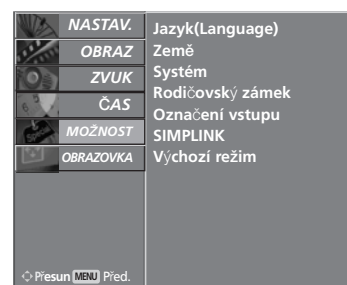 NASTAV.
OBRAZ
ZVUK
ČAS
MOŽNOST
OBRAZOVKA
Jazyk(Language)
Země
Systém
Rodičovský zámek
Označení vstupu
SIMPLINK
Výchozí režim
Přesun MENU Před.